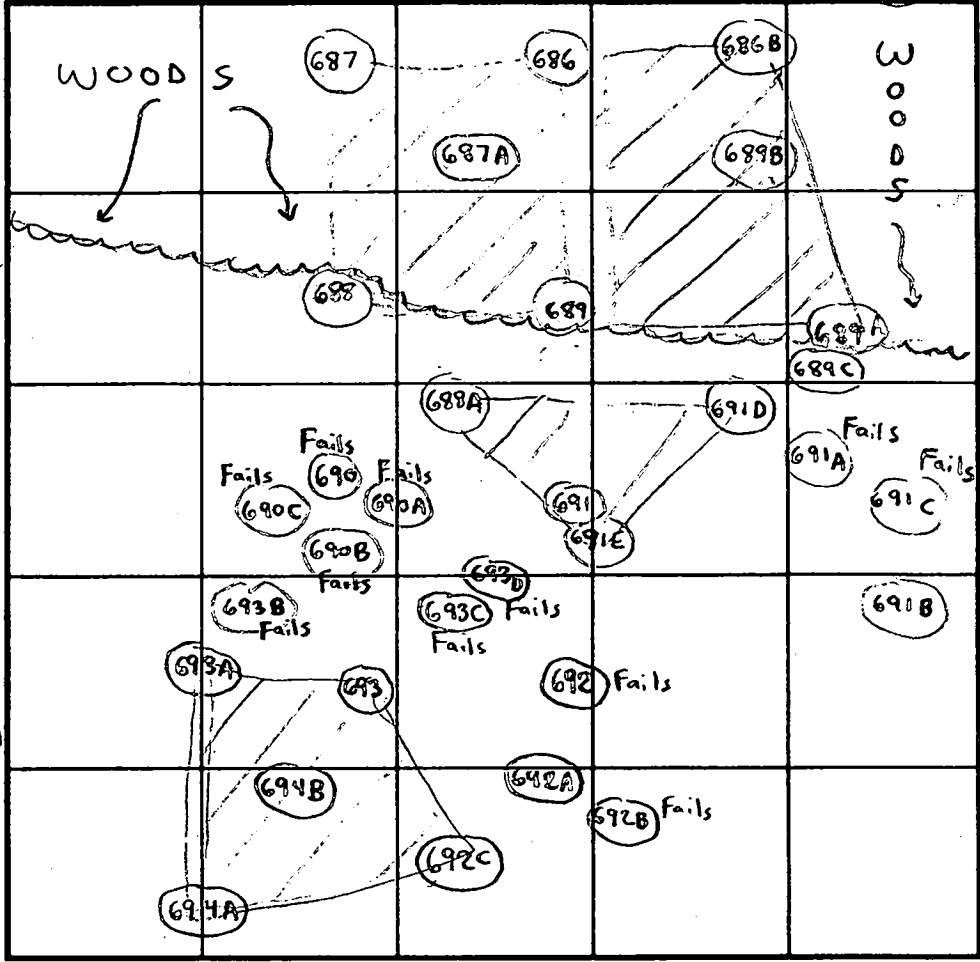 687
686
686B
WOODS
WOODS
687A
689B
688
689
689A
689C
688A
691D
Fails
691A
Fails
691C
Fails
690
Fails
690C
Fails
690A
691
691E
690B
Fails
693D
Fails
693B
Fails
693C
Fails
691B
693A
693
692 Fails
694B
692A
692B Fails
692C
694A